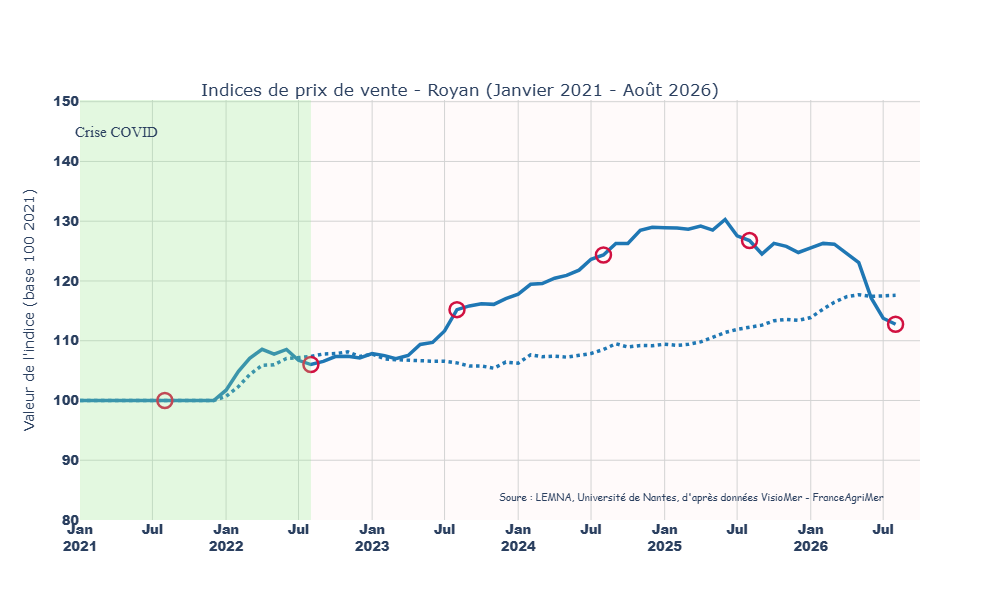 Indices de prix de vente - Royan (Janvier 2021 - Août 2026)
150
Crise COVID
140
130
120
110
100
90
80
Valeur de l'indice (base 100 2021)
Soure : LEMNA, Université de Nantes, d'après données VisioMer - FranceAgriMer
Jan Jul Jan Jul Jan Jul Jan Jul Jan Jul Jan Jul
2021 2022 2023 2024 2025 2026